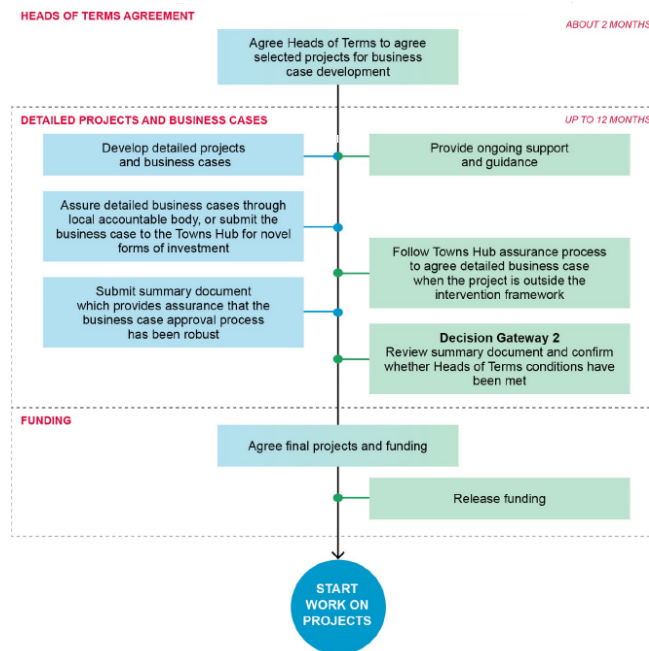 HEADS OF TERMS AGREEMENT
ABOUT 2 MONTHS
Agree Heads of Terms to agree
selected projects for business
case development
DETAILED PROJECTS AND BUSINESS CASES
UP TO 12 MONTHS
Develop detailed projects
and business cases
Provide ongoing support
and guidance
Assure detailed business cases through
local accountable body, or submit the
business case to the Towns Hub for novel
forms of investment
Follow Towns Hub assurance process
to agree detailed business case
when the project is outside the
intervention framework
Submit summary document
which provides assurance that the
business case approval process
has been robust
Decision Gateway 2
Review summary document and confirm
whether Heads of Terms conditions have
been met
FUNDING
Agree final projects and funding
Release funding
START
WORK ON
PROJECTS